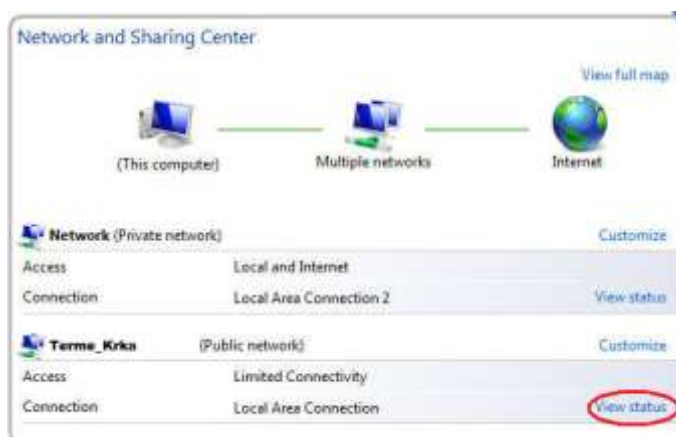 Network and Sharing Center
View full map
(This computer) Multiple networks Internet
Network (Private network) Customize
Access Local and Internet
Connection Local Area Connection 2 View status
Terme_Krka (Public network) Customize
Access Limited Connectivity
Connection Local Area Connection View status